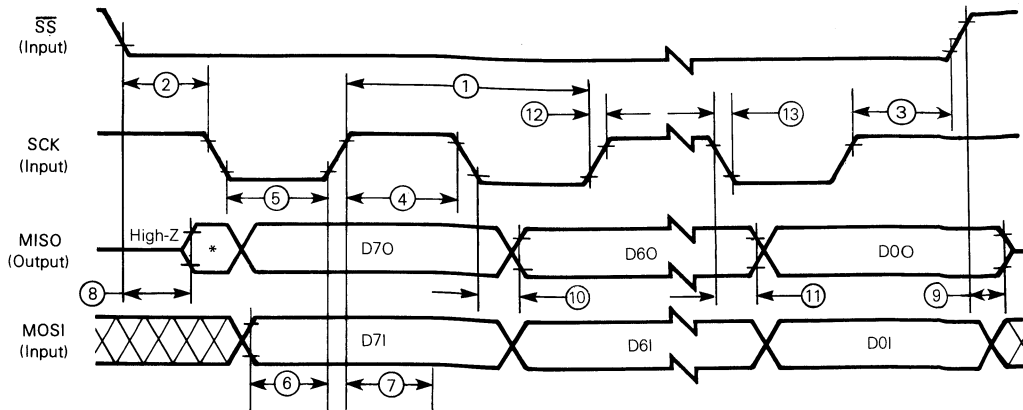 SS
(Input)
2
1
12
13
3
SCK
(Input)
5
4
MISO
(Output)
High-Z
*
D7O
D6O
D0O
8
10
11
9
MOSI
(Input)
D7I
D6I
D0I
6
7